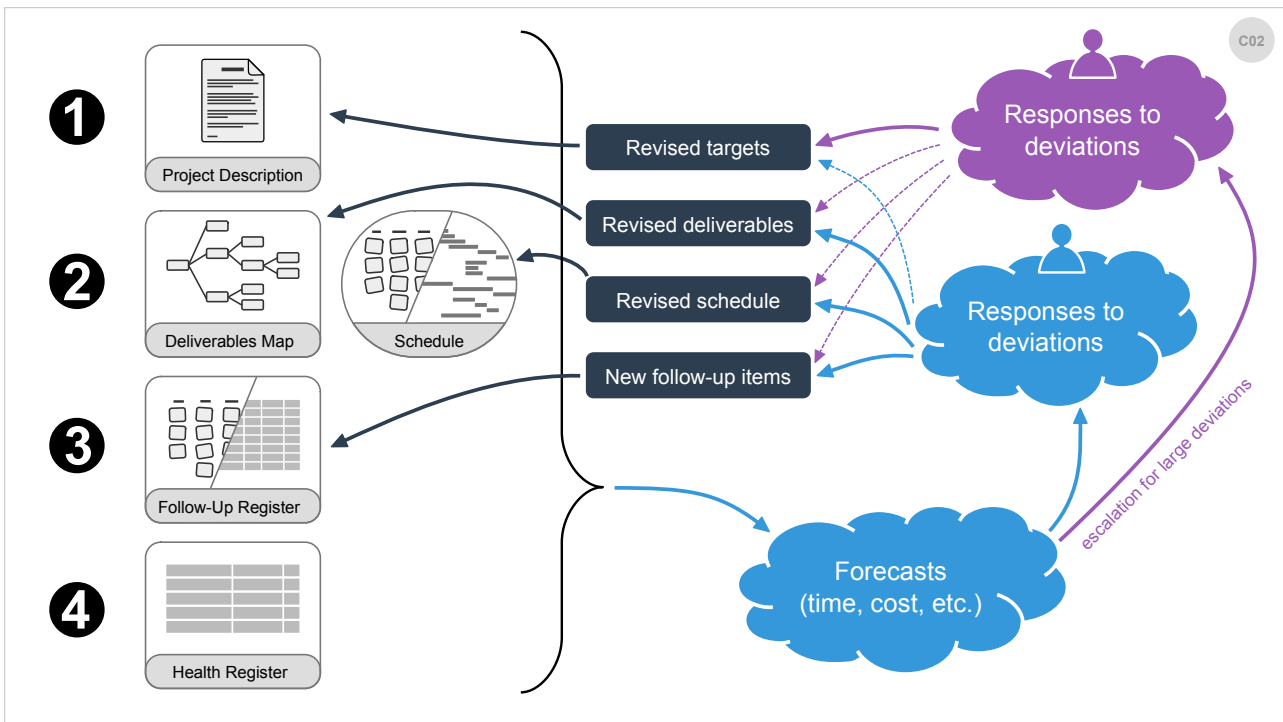 C02
1
Project Description
2
Deliverables Map
Schedule
3
Follow-Up Register
4
Health Register
Revised targets
Revised deliverables
Revised schedule
New follow-up items
Responses to
deviations
Responses to
deviations
escalation for large deviations
Forecasts
(time, cost, etc.)